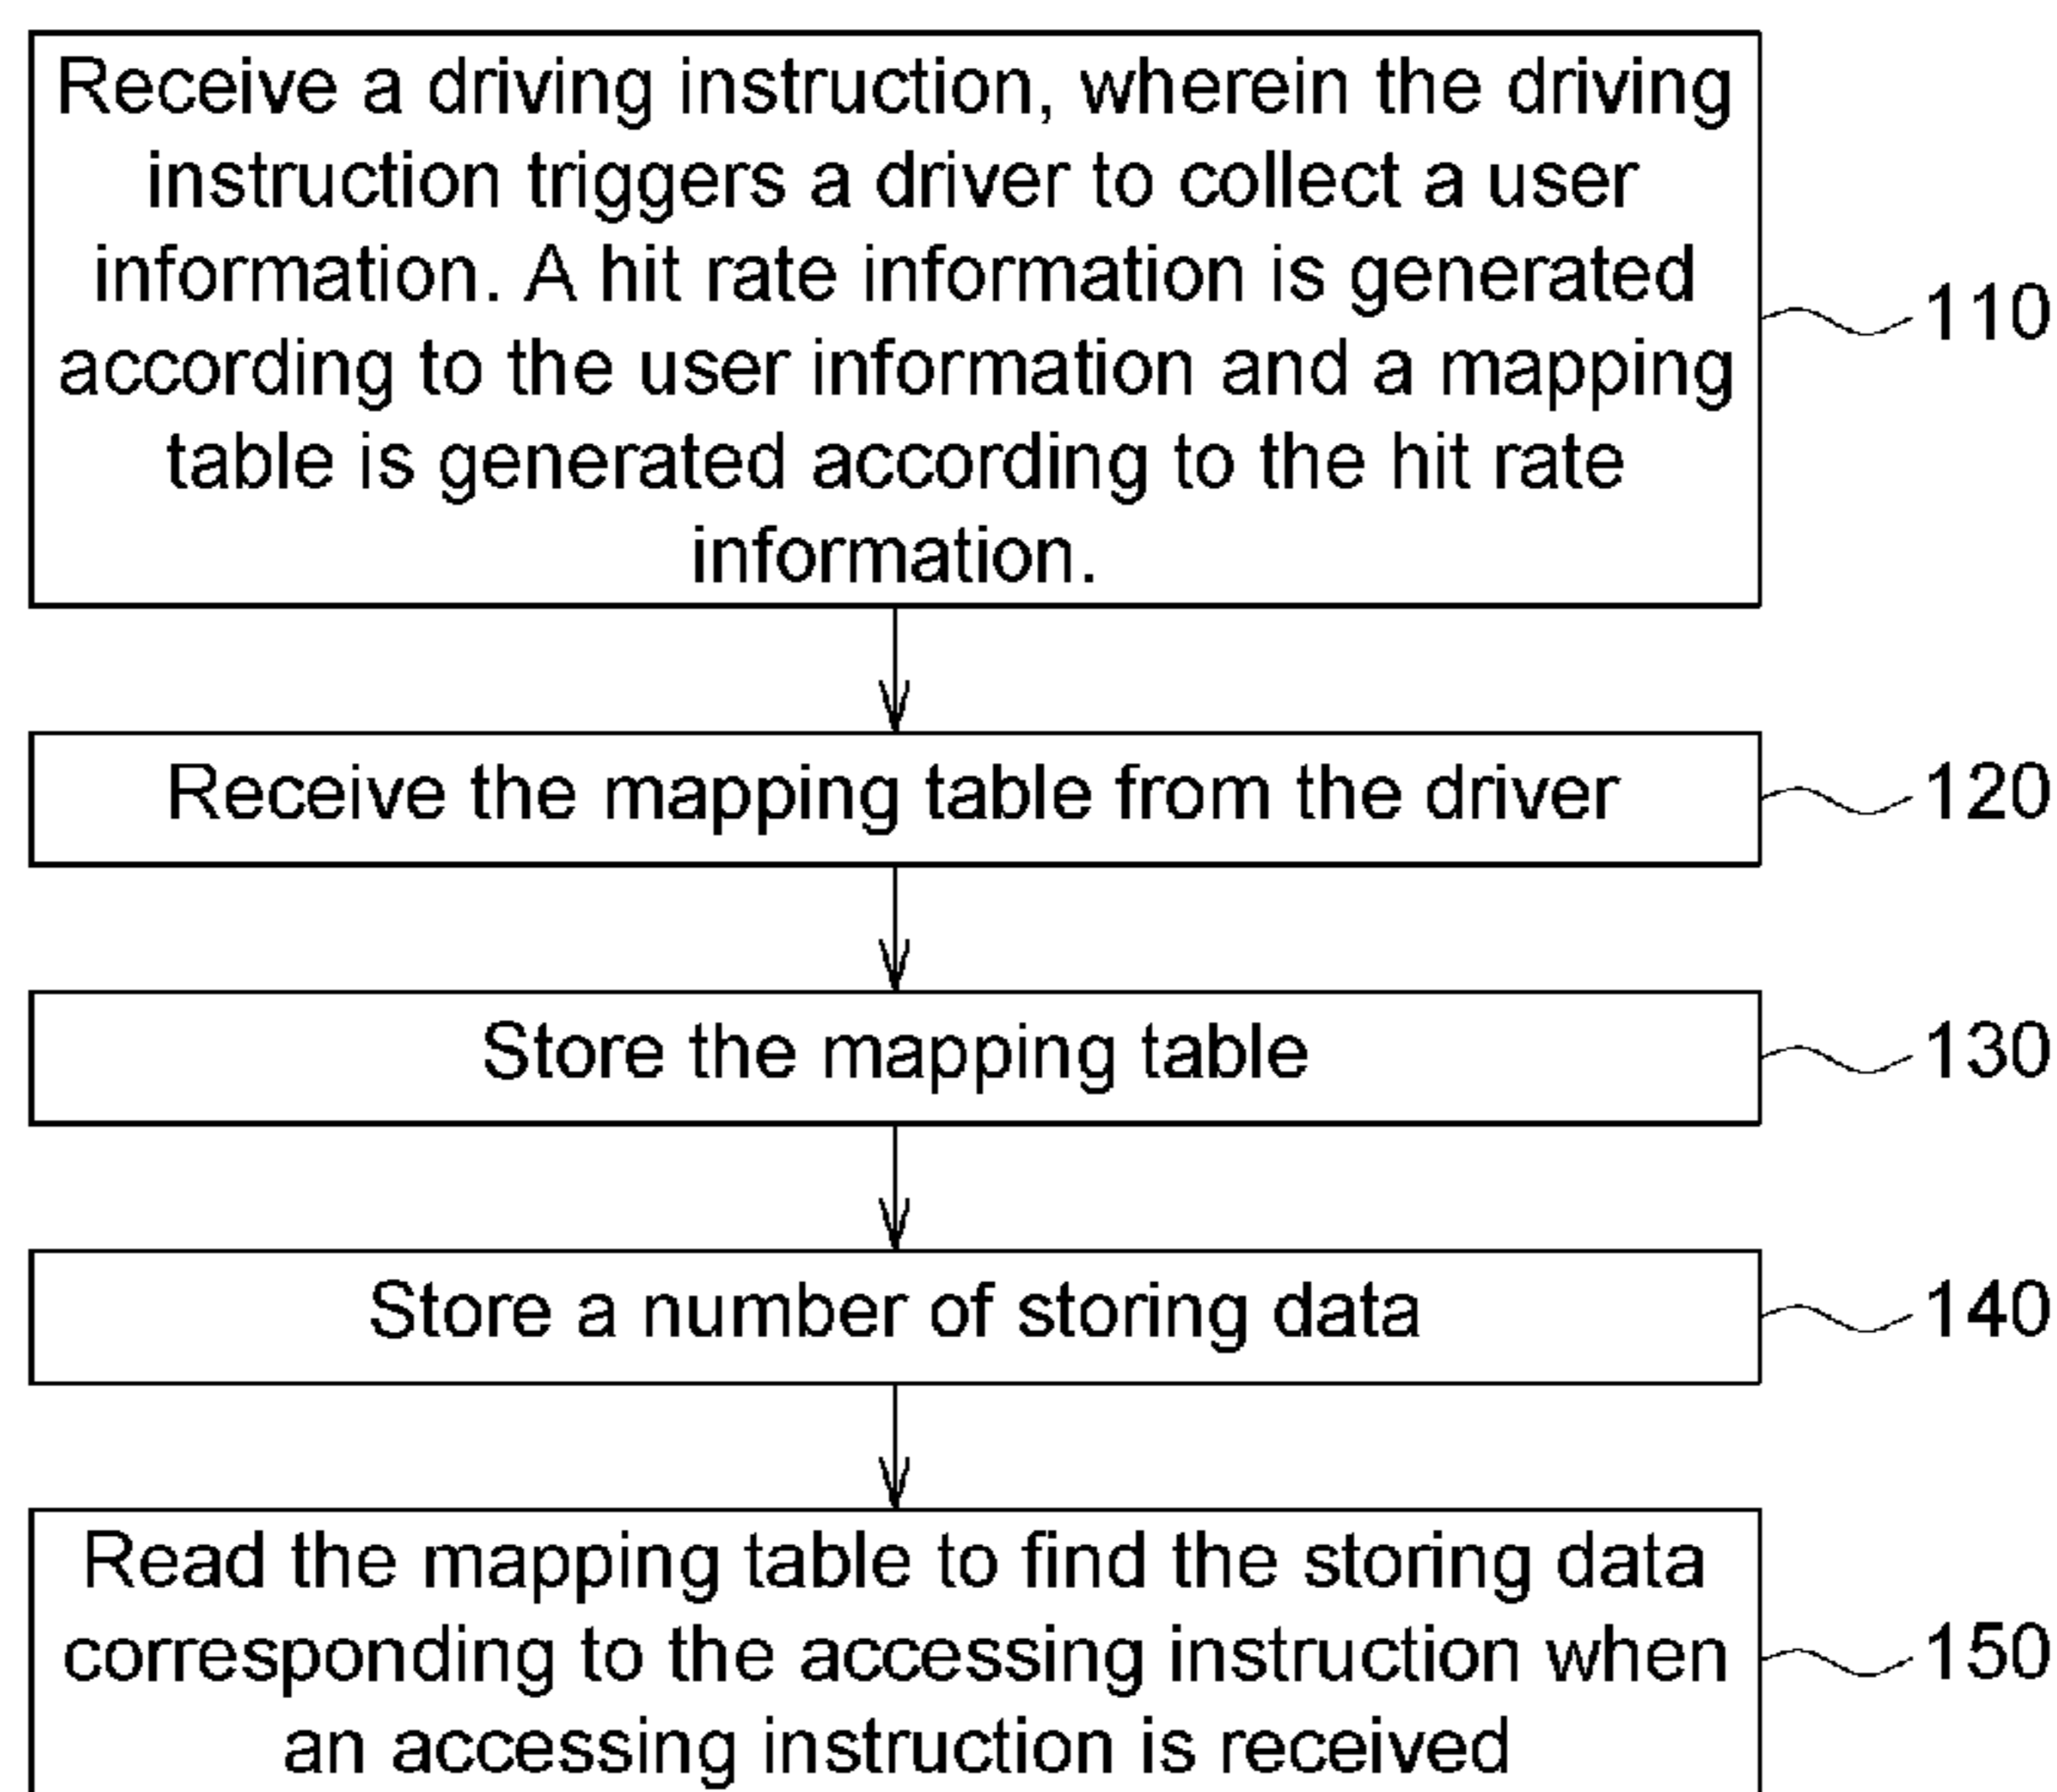 Receive a driving instruction, wherein the driving
instruction triggers a driver to collect a user
information. A hit rate information is generated
according to the user information and a mapping
table is generated according to the hit rate
information.
110
Receive the mapping table from the driver
120
Store the mapping table
130
Store a number of storing data
140
Read the mapping table to find the storing data
corresponding to the accessing instruction when
an accessing instruction is received
150